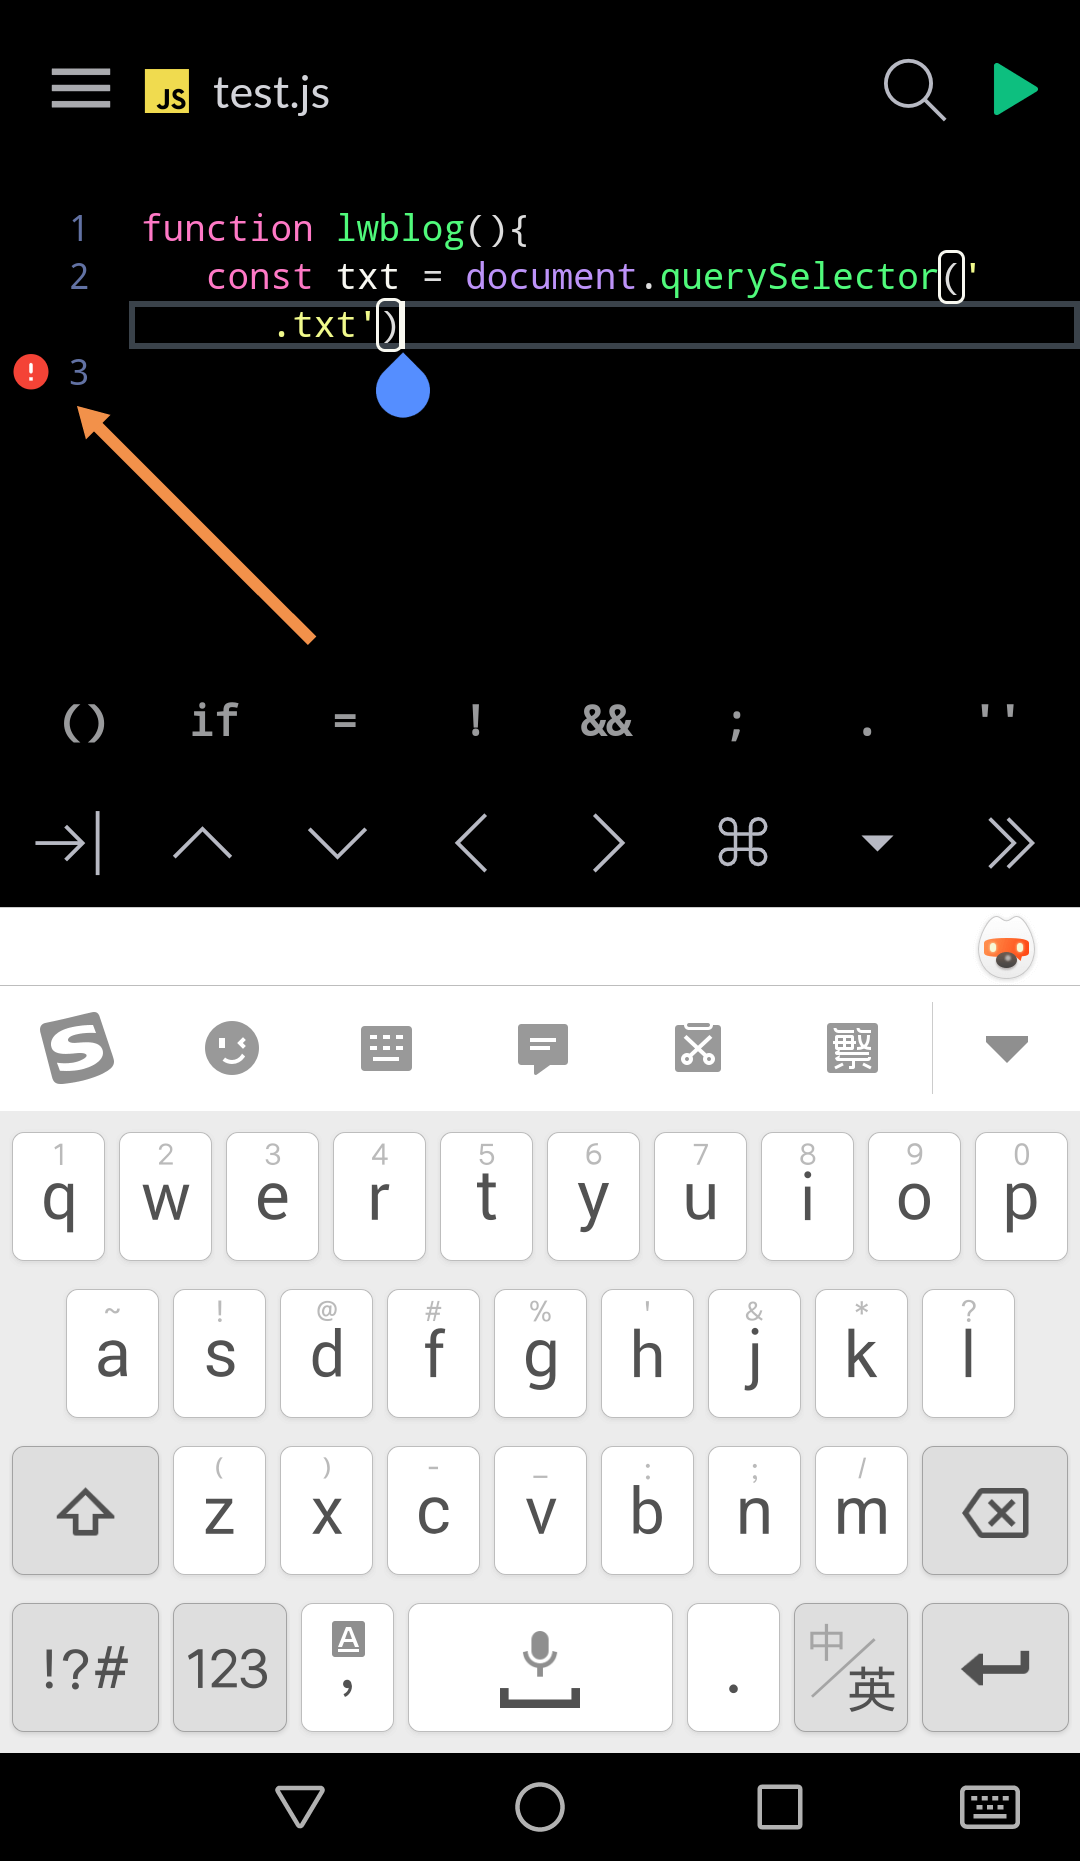 JS test.js
1 function lwblog(){
2 const txt = document.querySelector('
.txt')
! 3
() if = ! && ; . ''
S 繁
1 2 3 4 5 6 7 8 9 0
q w e r t y u i o p
~ ! @ # % ' & * ?
a s d f g h j k l
( ) - _ : ; /
z x c v b n m
!?# 123 A , . 中/英